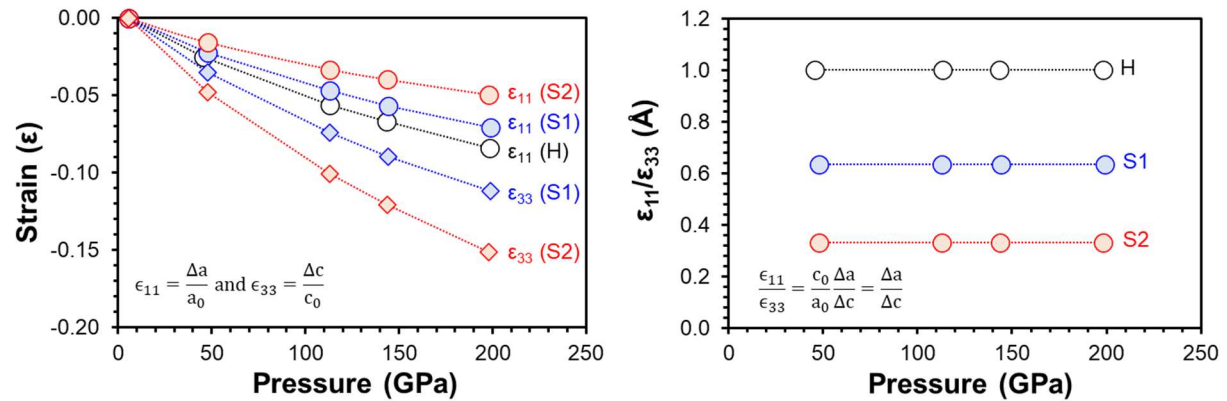 0.00
-0.05
-0.10
-0.15
-0.20
Strain (ε)
0
50
100
150
200
250
Pressure (GPa)
ε₁₁ (S2)
ε₁₁ (S1)
ε₁₁ (H)
ε₃₃ (S1)
ε₃₃ (S2)
ϵ₁₁ = Δa/a₀ and ϵ₃₃ = Δc/c₀
1.2
1.0
0.8
0.6
0.4
0.2
0.0
ε₁₁/ε₃₃ (Å)
0
50
100
150
200
250
Pressure (GPa)
H
S1
S2
ϵ₁₁/ϵ₃₃ = c₀/a₀ Δa/Δc = Δa/Δc